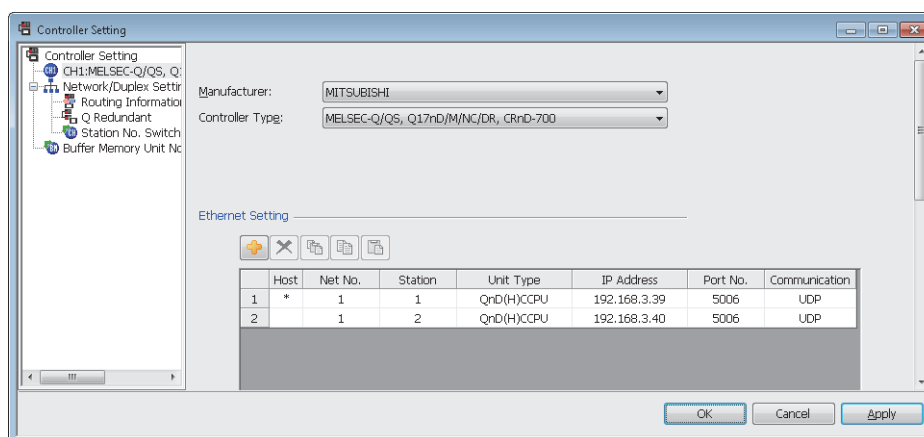 Controller Setting
Controller Setting
CH1:MELSEC-Q/QS, Q1
Network/Duplex Settin
Routing Information
Q Redundant
Station No. Switch
Buffer Memory Unit No
Manufacturer: MITSUBISHI
Controller Type: MELSEC-Q/QS, Q17nD/M/NC/DR, CRnD-700
Ethernet Setting
Host Net No. Station Unit Type IP Address Port No. Communication
1 * 1 1 QnD(H)CCPU 192.168.3.39 5006 UDP
2 1 2 QnD(H)CCPU 192.168.3.40 5006 UDP
OK Cancel Apply